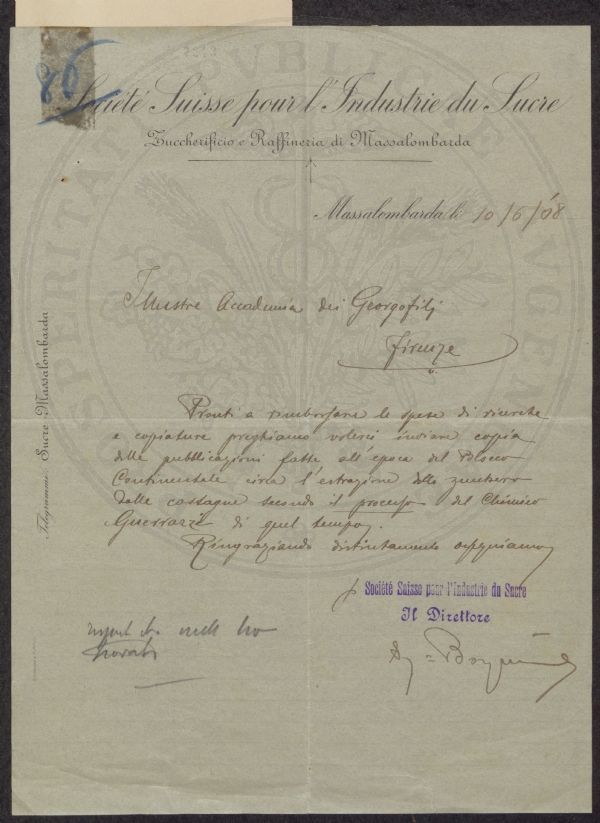 80
Société Suisse pour l'Industrie du Sucre
Zuccherificio e Raffineria di Massalombarda
Massalombarda li 10/6/08
Illustre Accademia dei Georgofilj
Firenze
Telegrammi Sucre Massalombarda
Pronti a rimborsare le spese di ricerche
e copiature preghiamo volerci inviare copia
delle pubblicazioni fatte all'epoca del Blocco
Continentale circa l'estrazione dello zucchero
dalle castagne secondo il processo del Chimico
Guerrazzi di quel tempo.
Ringraziando distintamente ossequiamo
p Société Suisse pour l'Industrie du Sucre
Il Direttore